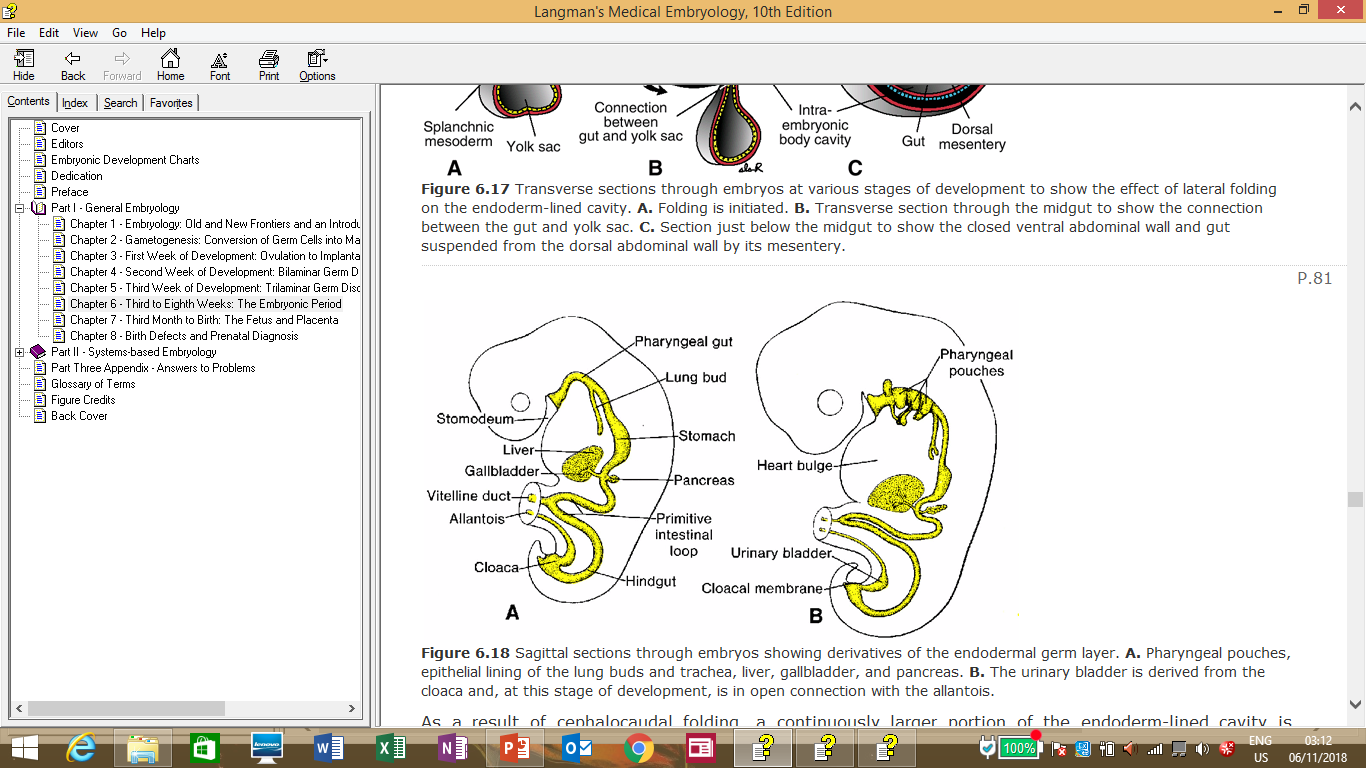 Langman's Medical Embryology, 10th Edition
File Edit View Go Help
Hide Back Forward Home Font Print Options
Contents Index Search Favorites
Cover
Editors
Embryonic Development Charts
Dedication
Preface
Part I - General Embryology
Chapter 1 - Embryology: Old and New Frontiers and an Introdu
Chapter 2 - Gametogenesis: Conversion of Germ Cells into Ma
Chapter 3 - First Week of Development: Ovulation to Implanta
Chapter 4 - Second Week of Development: Bilaminar Germ D
Chapter 5 - Third Week of Development: Trilaminar Germ Disc
Chapter 6 - Third to Eighth Weeks: The Embryonic Period
Chapter 7 - Third Month to Birth: The Fetus and Placenta
Chapter 8 - Birth Defects and Prenatal Diagnosis
Part II - Systems-based Embryology
Part Three Appendix - Answers to Problems
Glossary of Terms
Figure Credits
Back Cover
Splanchnic
mesoderm
Yolk sac
Connection
between
gut and yolk sac
Intra-
embryonic
body cavity
Gut
Dorsal
mesentery
A B C
Figure 6.17 Transverse sections through embryos at various stages of development to show the effect of lateral folding
on the endoderm-lined cavity. A. Folding is initiated. B. Transverse section through the midgut to show the connection
between the gut and yolk sac. C. Section just below the midgut to show the closed ventral abdominal wall and gut
suspended from the dorsal abdominal wall by its mesentery.
P.81
Pharyngeal gut
Lung bud
Stomodeum
Stomach
Liver
Gallbladder
Pancreas
Vitelline duct
Allantois
Primitive
intestinal
loop
Cloaca
Hindgut
A
Pharyngeal
pouches
Heart bulge
Urinary bladder
Cloacal membrane
B
Figure 6.18 Sagittal sections through embryos showing derivatives of the endodermal germ layer. A. Pharyngeal pouches,
epithelial lining of the lung buds and trachea, liver, gallbladder, and pancreas. B. The urinary bladder is derived from the
cloaca and, at this stage of development, is in open connection with the allantois.
As a result of cephalocaudal folding, a continuously larger portion of the endoderm-lined cavity is
lenovo
100%
ENG
US
03:12
06/11/2018